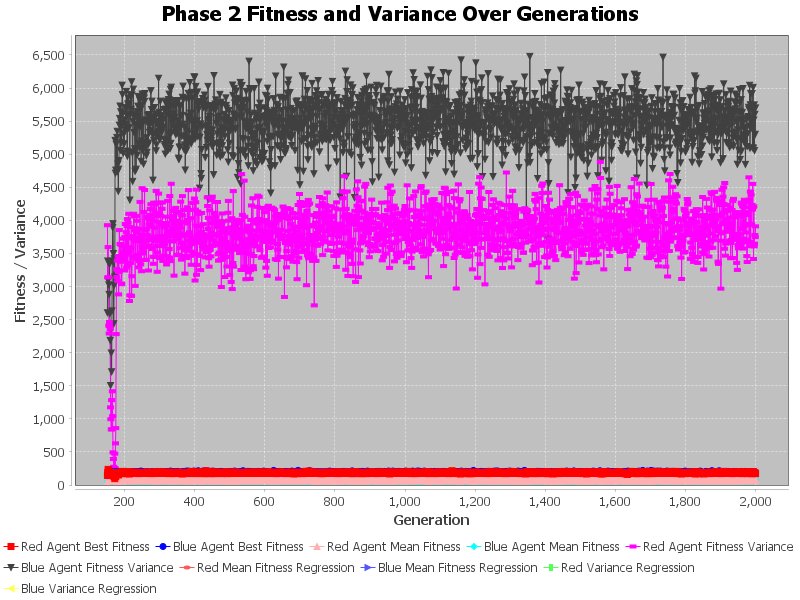 Phase 2 Fitness and Variance Over Generations
6,500
6,000
5,500
5,000
4,500
4,000
3,500
3,000
2,500
2,000
1,500
1,000
500
0
Fitness / Variance
200 400 600 800 1,000 1,200 1,400 1,600 1,800 2,000
Generation
Red Agent Best Fitness Blue Agent Best Fitness Red Agent Mean Fitness Blue Agent Mean Fitness Red Agent Fitness Variance
Blue Agent Fitness Variance Red Mean Fitness Regression Blue Mean Fitness Regression Red Variance Regression
Blue Variance Regression